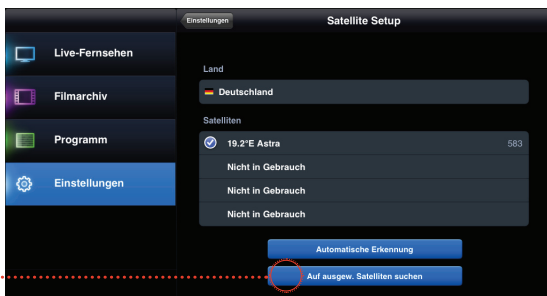 Einstellungen
Satellite Setup
Live-Fernsehen
Filmarchiv
Programm
Einstellungen
Land
Deutschland
Satelliten
19.2°E Astra 583
Nicht in Gebrauch
Nicht in Gebrauch
Nicht in Gebrauch
Automatische Erkennung
Auf ausgew. Satelliten suchen